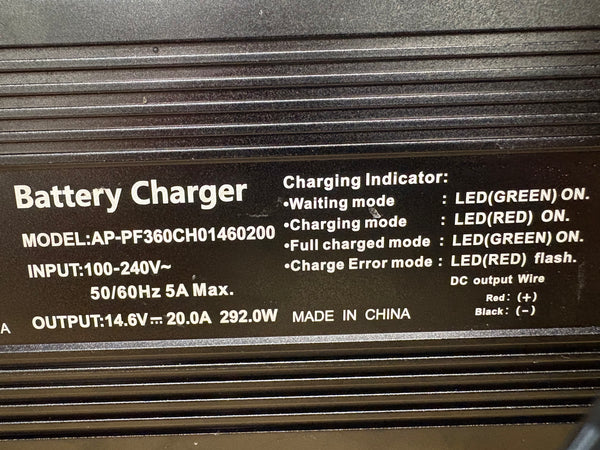 Battery Charger
MODEL:AP-PF360CH01460200
INPUT:100-240V~
50/60Hz 5A Max.
A OUTPUT:14.6V⎓20.0A 292.0W MADE IN CHINA
Charging Indicator:
•Waiting mode : LED(GREEN) ON.
•Charging mode : LED(RED) ON.
•Full charged mode : LED(GREEN) ON.
•Charge Error mode : LED(RED) flash.
DC output Wire
Red: (+)
Black: (−)